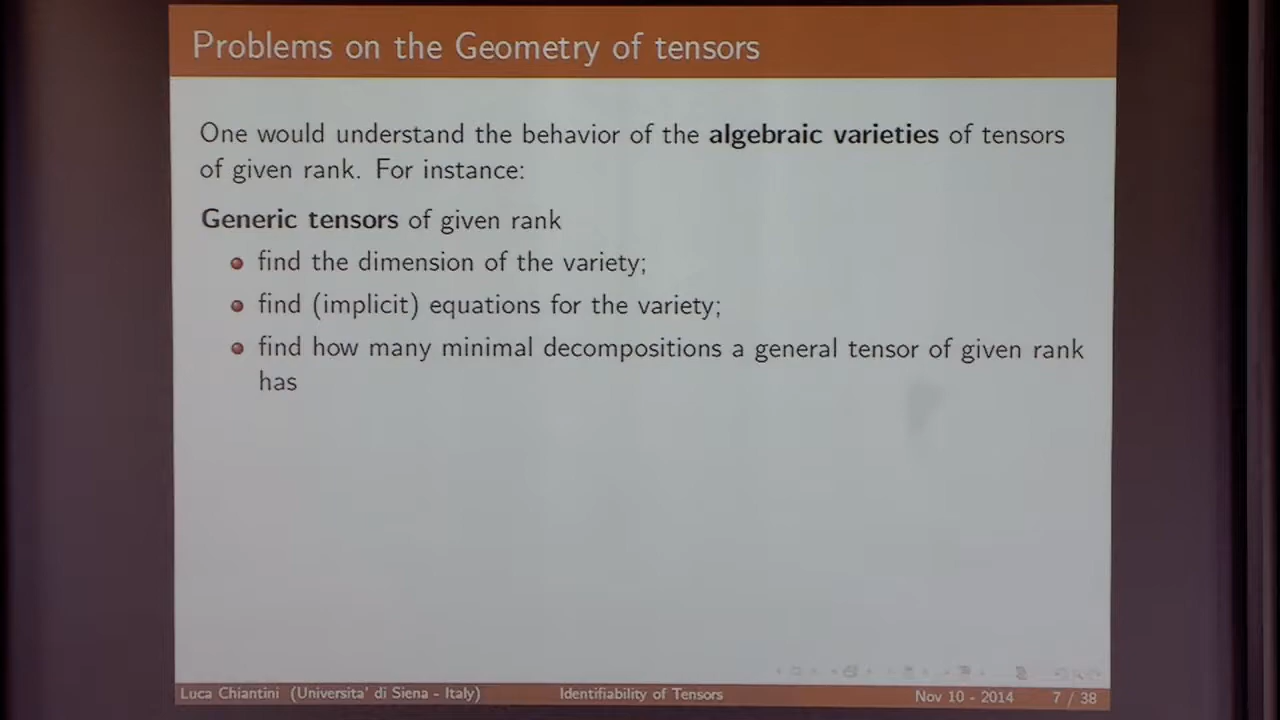 Problems on the Geometry of tensors
One would understand the behavior of the algebraic varieties of tensors
of given rank. For instance:
Generic tensors of given rank
find the dimension of the variety;
find (implicit) equations for the variety;
find how many minimal decompositions a general tensor of given rank
has
Luca Chiantini (Universita' di Siena - Italy)
Identifiability of Tensors
Nov 10 - 2014
7 / 38